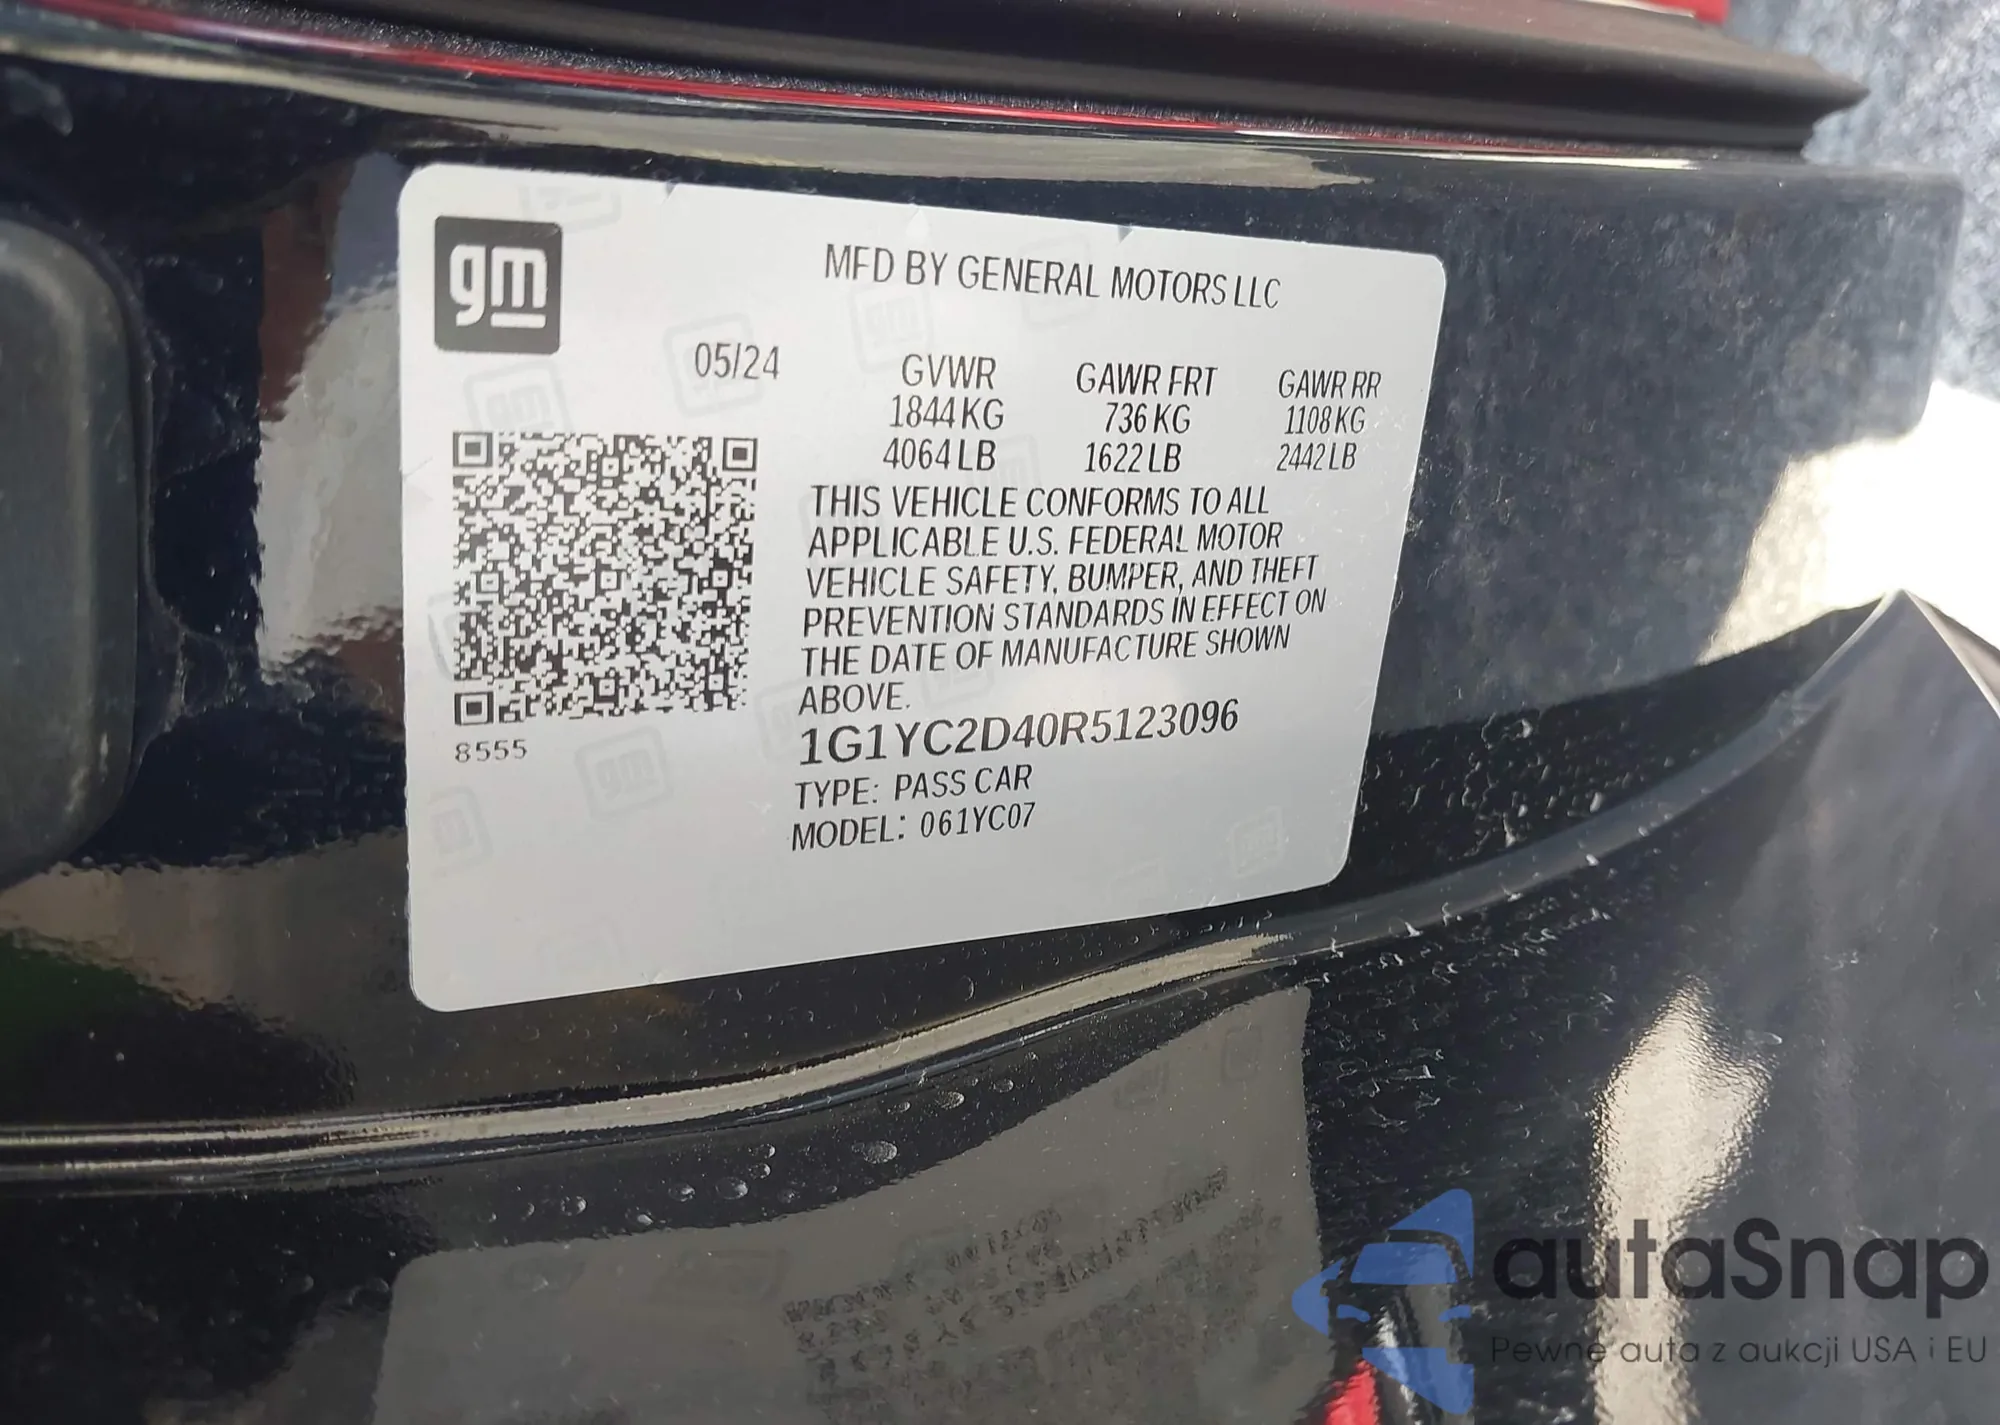 gm
MFD BY GENERAL MOTORS LLC
05/24
GVWR GAWR FRT GAWR RR
1844 KG 736 KG 1108 KG
4064 LB 1622 LB 2442 LB
THIS VEHICLE CONFORMS TO ALL
APPLICABLE U.S. FEDERAL MOTOR
VEHICLE SAFETY, BUMPER, AND THEFT
PREVENTION STANDARDS IN EFFECT ON
THE DATE OF MANUFACTURE SHOWN
ABOVE.
1G1YC2D40R5123096
TYPE: PASS CAR
MODEL: 061YC07
8555
autaSnap
Pewne auta z aukcji USA i EU